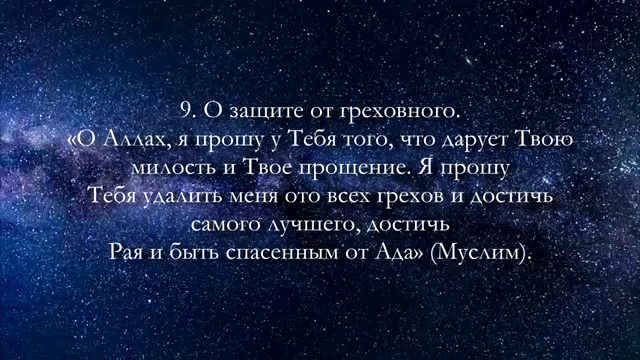 9. О защите от греховного.
«О Аллах, я прошу у Тебя того, что дарует Твою
милость и Твое прощение. Я прошу
Тебя удалить меня ото всех грехов и достичь
самого лучшего, достичь
Рая и быть спасенным от Ада» (Муслим).